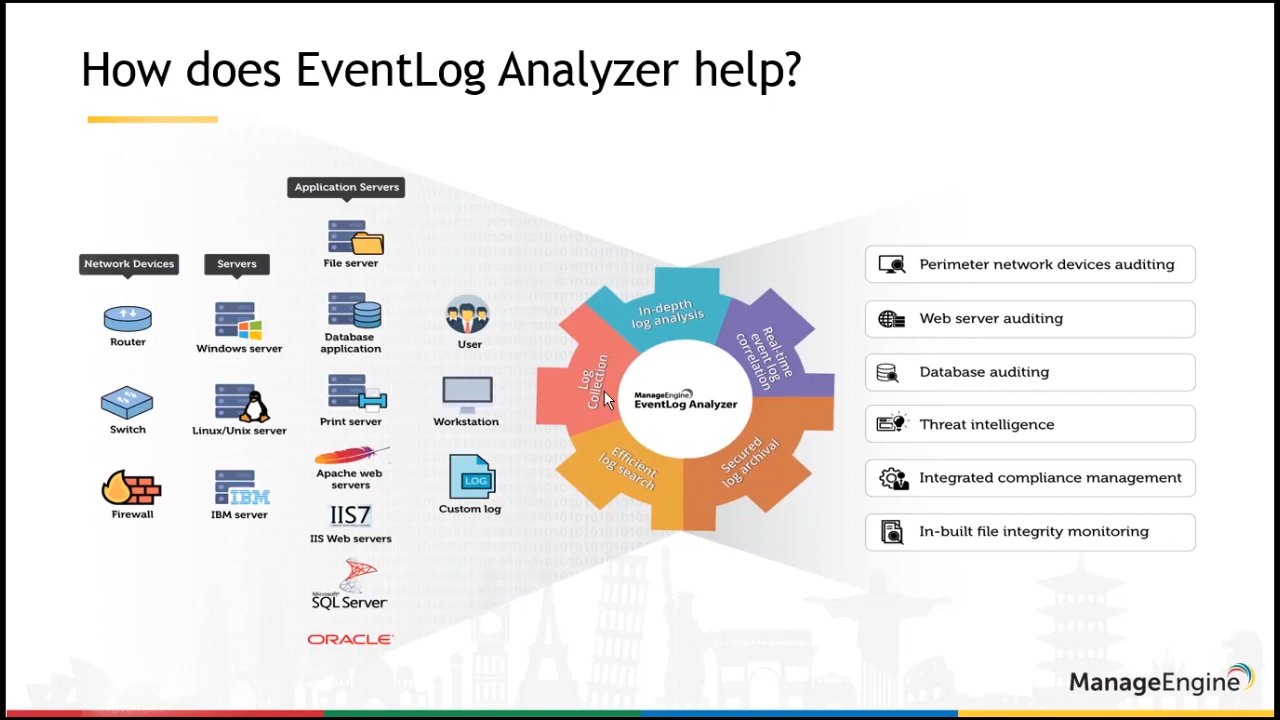 How does EventLog Analyzer help?
Application Servers
File server
Network Devices
Servers
Router
Windows server
Database
application
User
Switch
Linux/Unix server
Print server
Workstation
Apache web
servers
LOG
Firewall
IBM
IBM server
IIS7
Custom log
IIS Web servers
Microsoft®
SQL Server
ORACLE
In-depth
log analysis
Real-time
event log
correlation
Log
Collection
ManageEngine
EventLog Analyzer
Efficient
log search
Secured
log archival
Perimeter network devices auditing
Web server auditing
Database auditing
Threat intelligence
Integrated compliance management
In-built file integrity monitoring
ManageEngine